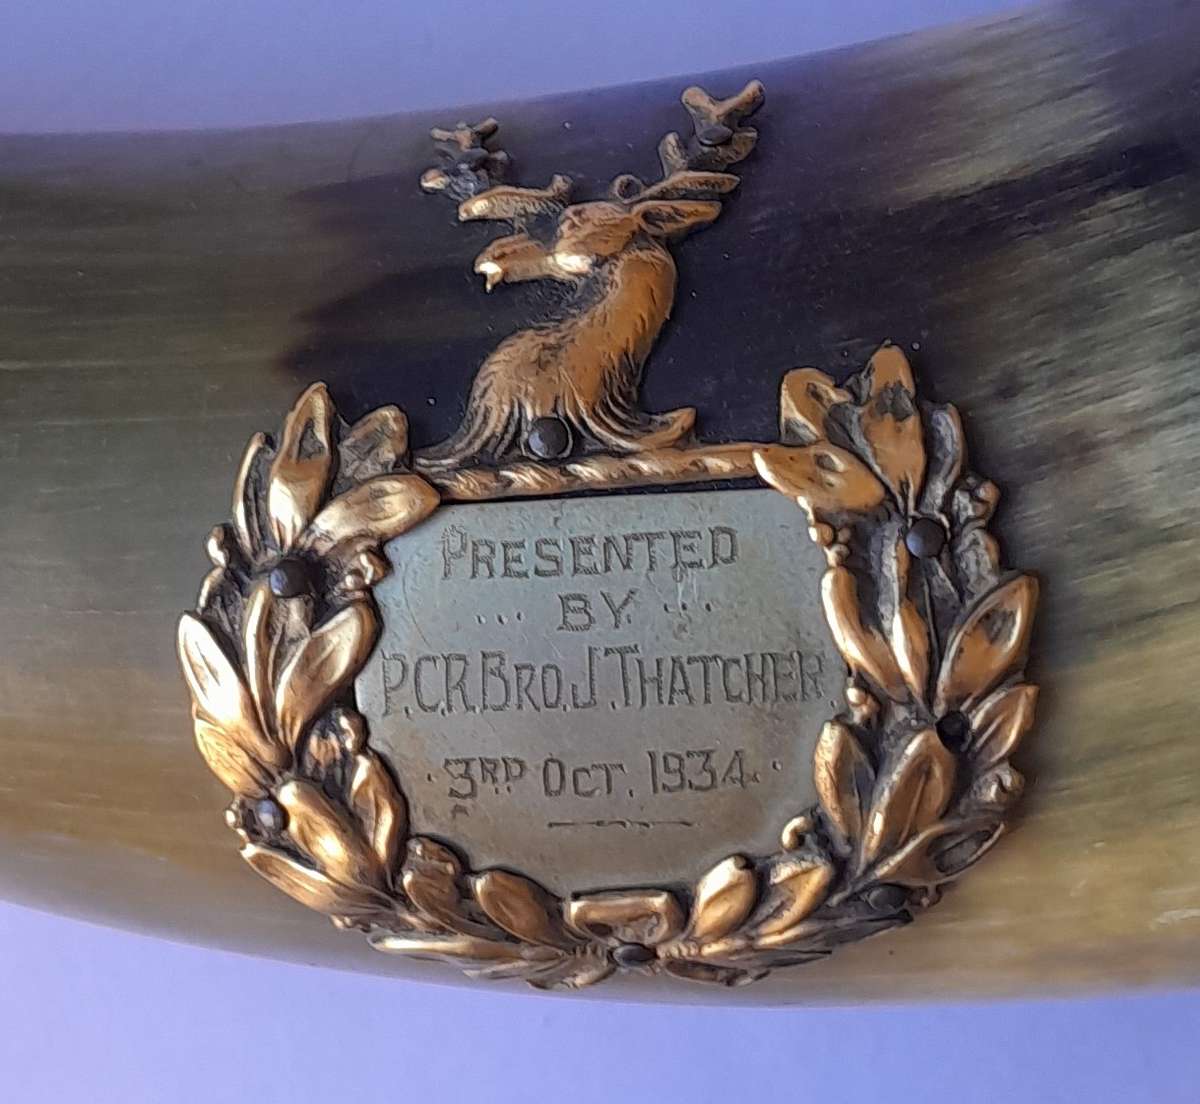 PRESENTED
... BY ...
P.C.R. BRO. J. THATCHER.
· 3RD OCT. 1934. ·